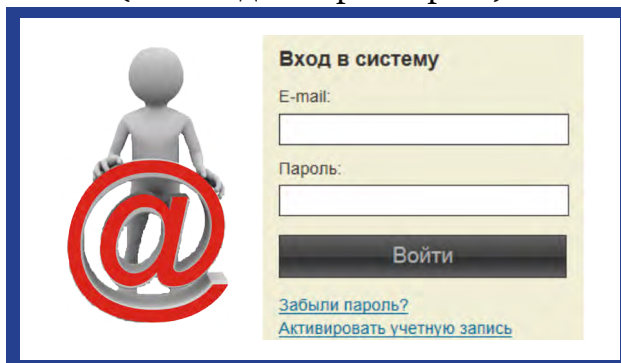 Вход в систему
E-mail:
Пароль:
Войти
Забыли пароль?
Активировать учетную запись